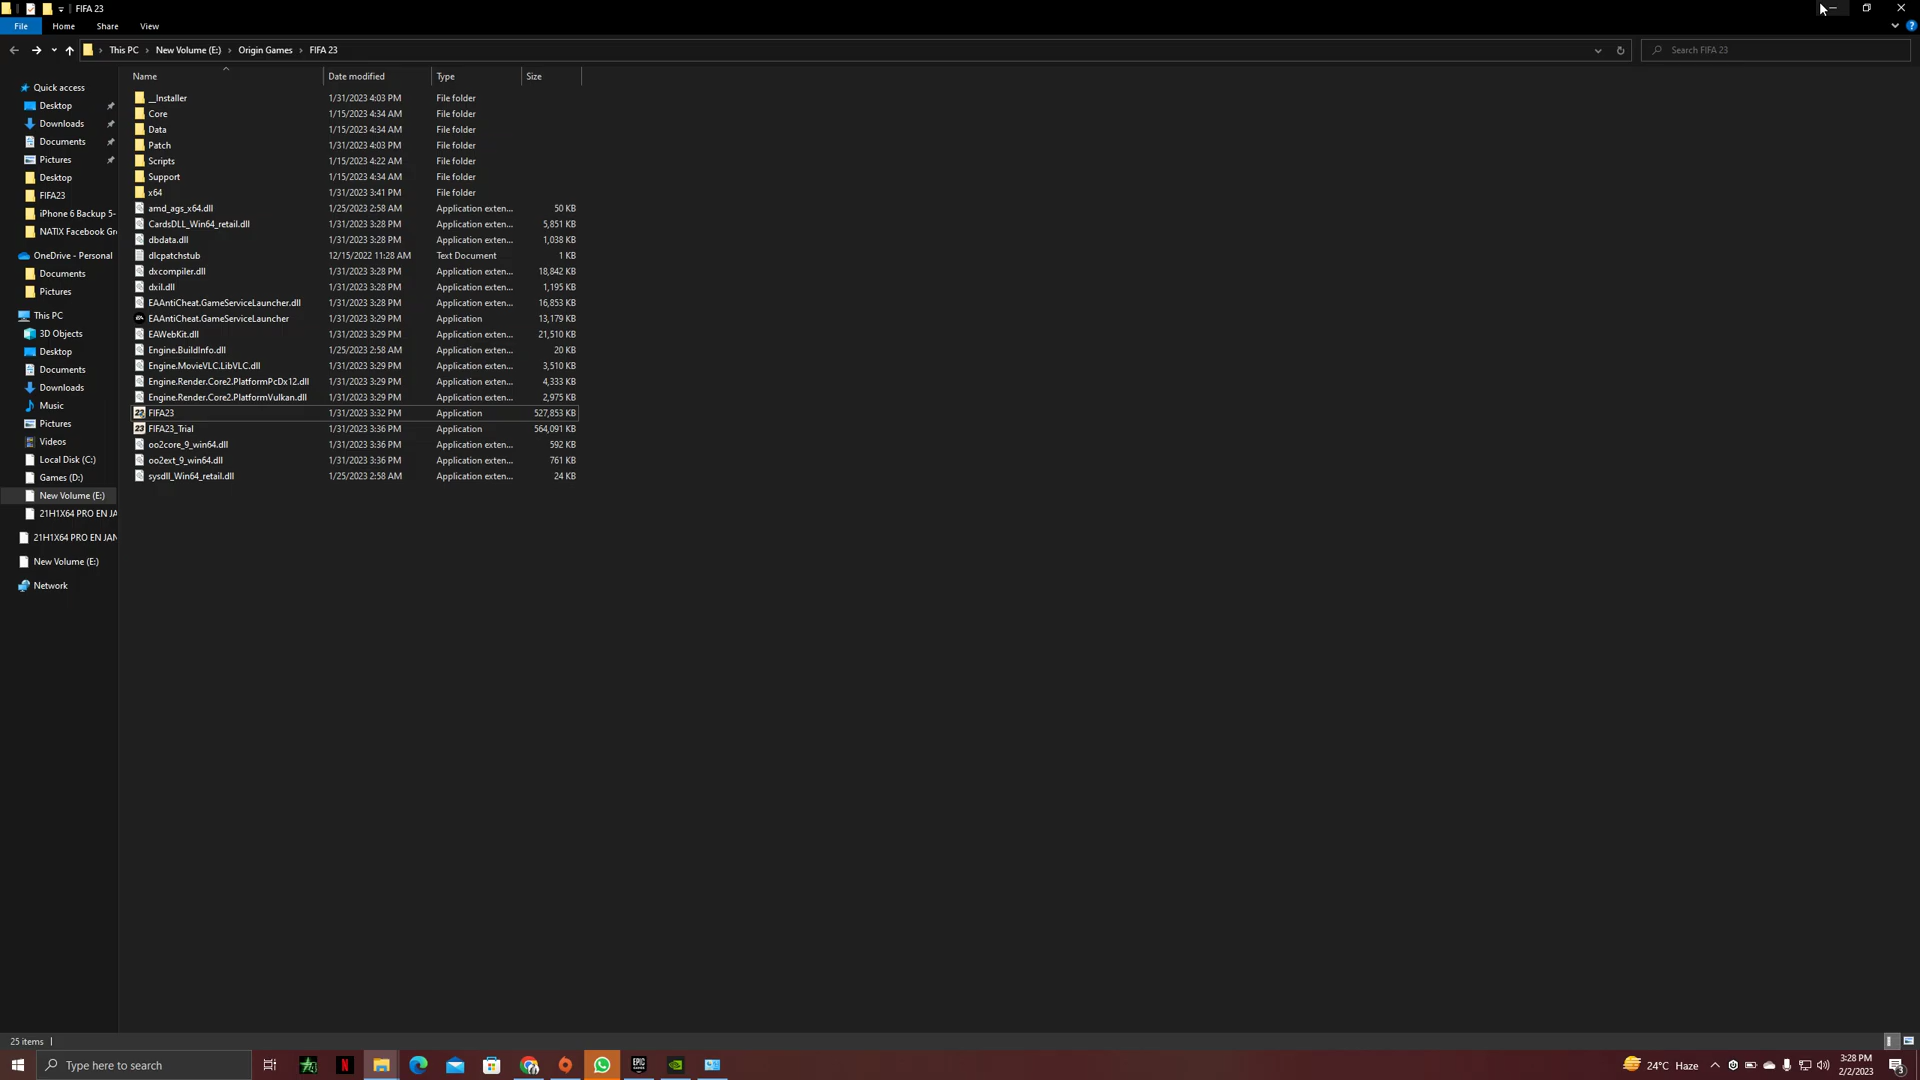 FIFA 23
File Home Share View
This PC New Volume (E:) Origin Games FIFA 23
Search FIFA 23
Name Date modified Type Size
Quick access
Desktop
Downloads
Documents
Pictures
Desktop
FIFA23
iPhone 6 Backup 5-
NATIX Facebook Gr
OneDrive - Personal
Documents
Pictures
This PC
3D Objects
Desktop
Documents
Downloads
Music
Pictures
Videos
Local Disk (C:)
Games (D:)
New Volume (E:)
21H1X64 PRO EN JA
21H1X64 PRO EN JAN
New Volume (E:)
Network
__Installer 1/31/2023 4:03 PM File folder
Core 1/15/2023 4:34 AM File folder
Data 1/15/2023 4:34 AM File folder
Patch 1/31/2023 4:03 PM File folder
Scripts 1/15/2023 4:22 AM File folder
Support 1/15/2023 4:34 AM File folder
x64 1/31/2023 3:41 PM File folder
amd_ags_x64.dll 1/25/2023 2:58 AM Application exten... 50 KB
CardsDLL_Win64_retail.dll 1/31/2023 3:28 PM Application exten... 5,851 KB
dbdata.dll 1/31/2023 3:28 PM Application exten... 1,038 KB
dlcpatchstub 12/15/2022 11:28 AM Text Document 1 KB
dxcompiler.dll 1/31/2023 3:28 PM Application exten... 18,842 KB
dxil.dll 1/31/2023 3:28 PM Application exten... 1,195 KB
EAAntiCheat.GameServiceLauncher.dll 1/31/2023 3:28 PM Application exten... 16,853 KB
EAAntiCheat.GameServiceLauncher 1/31/2023 3:29 PM Application 13,179 KB
EAWebKit.dll 1/31/2023 3:29 PM Application exten... 21,510 KB
Engine.BuildInfo.dll 1/25/2023 2:58 AM Application exten... 20 KB
Engine.MovieVLC.LibVLC.dll 1/31/2023 3:29 PM Application exten... 3,510 KB
Engine.Render.Core2.PlatformPcDx12.dll 1/31/2023 3:29 PM Application exten... 4,333 KB
Engine.Render.Core2.PlatformVulkan.dll 1/31/2023 3:29 PM Application exten... 2,975 KB
FIFA23 1/31/2023 3:32 PM Application 527,853 KB
FIFA23_Trial 1/31/2023 3:36 PM Application 564,091 KB
oo2core_9_win64.dll 1/31/2023 3:36 PM Application exten... 592 KB
oo2ext_9_win64.dll 1/31/2023 3:36 PM Application exten... 761 KB
sysdll_Win64_retail.dll 1/25/2023 2:58 AM Application exten... 24 KB
25 items
Type here to search
24°C Haze
3:28 PM
2/2/2023
3